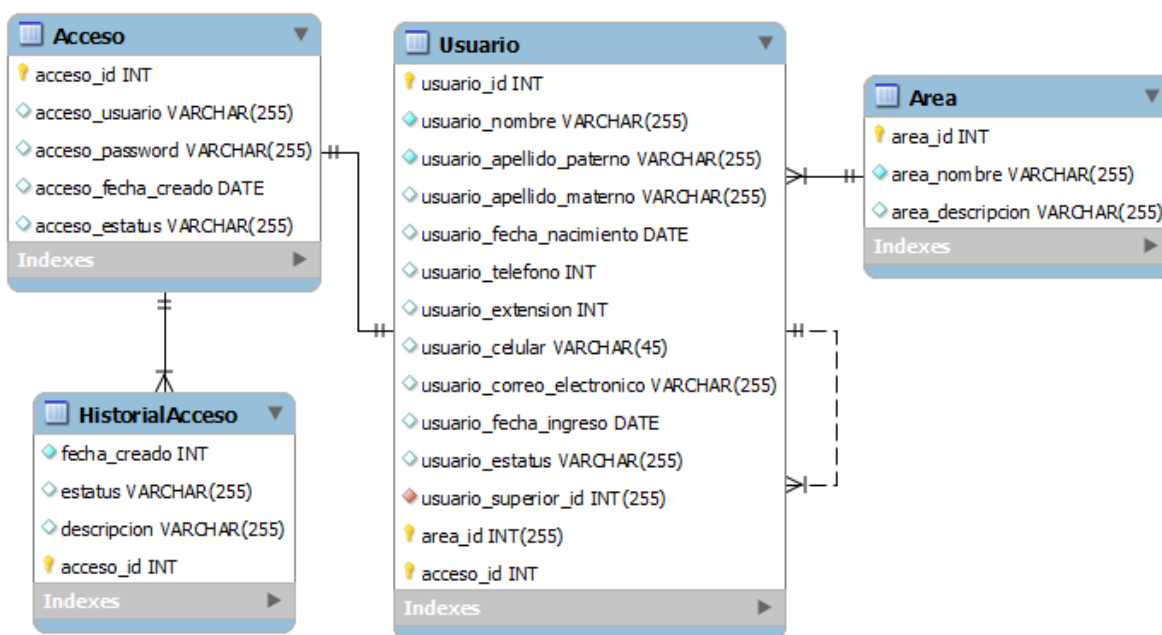 Acceso
acceso_id INT
acceso_usuario VARCHAR(255)
acceso_password VARCHAR(255)
acceso_fecha_creado DATE
acceso_estatus VARCHAR(255)
Indexes
Usuario
usuario_id INT
usuario_nombre VARCHAR(255)
usuario_apellido_paterno VARCHAR(255)
usuario_apellido_materno VARCHAR(255)
usuario_fecha_nacimiento DATE
usuario_telefono INT
usuario_extension INT
usuario_celular VARCHAR(45)
usuario_correo_electronico VARCHAR(255)
usuario_fecha_ingreso DATE
usuario_estatus VARCHAR(255)
usuario_superior_id INT(255)
area_id INT(255)
acceso_id INT
Indexes
Area
area_id INT
area_nombre VARCHAR(255)
area_descripcion VARCHAR(255)
Indexes
HistorialAcceso
fecha_creado INT
estatus VARCHAR(255)
descripcion VARCHAR(255)
acceso_id INT
Indexes